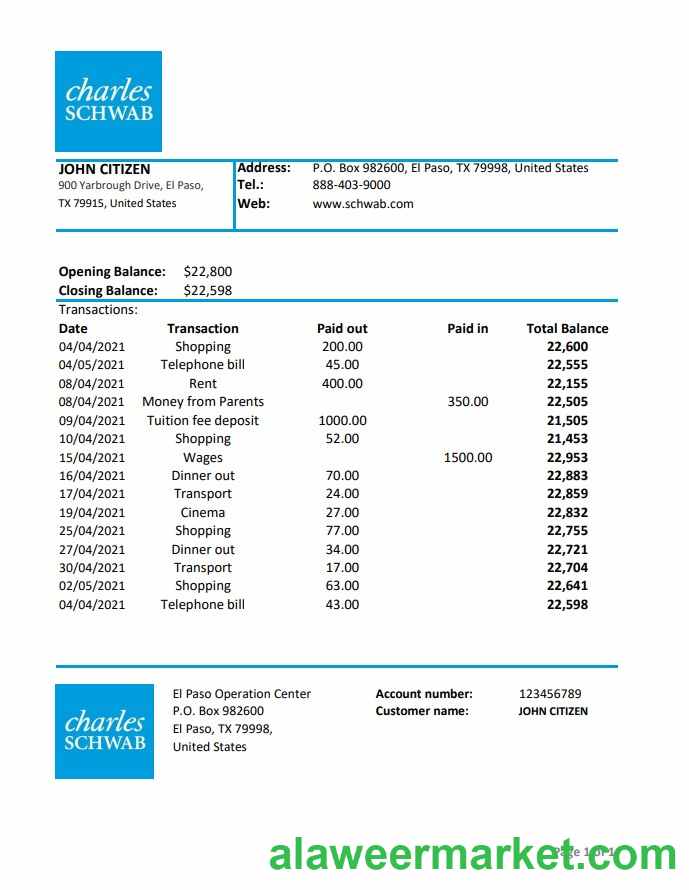 charles
SCHWAB
JOHN CITIZEN
900 Yarbrough Drive, El Paso,
TX 79915, United States
Address: P.O. Box 982600, El Paso, TX 79998, United States
Tel.: 888-403-9000
Web: www.schwab.com
Opening Balance: $22,800
Closing Balance: $22,598
Transactions:
Date Transaction Paid out Paid in Total Balance
04/04/2021 Shopping 200.00 22,600
04/05/2021 Telephone bill 45.00 22,555
08/04/2021 Rent 400.00 22,155
08/04/2021 Money from Parents 350.00 22,505
09/04/2021 Tuition fee deposit 1000.00 21,505
10/04/2021 Shopping 52.00 21,453
15/04/2021 Wages 1500.00 22,953
16/04/2021 Dinner out 70.00 22,883
17/04/2021 Transport 24.00 22,859
19/04/2021 Cinema 27.00 22,832
25/04/2021 Shopping 77.00 22,755
27/04/2021 Dinner out 34.00 22,721
30/04/2021 Transport 17.00 22,704
02/05/2021 Shopping 63.00 22,641
04/04/2021 Telephone bill 43.00 22,598
charles
SCHWAB
El Paso Operation Center
P.O. Box 982600
El Paso, TX 79998,
United States
Account number: 123456789
Customer name: JOHN CITIZEN
Page 1 of 1
alaweermarket.com